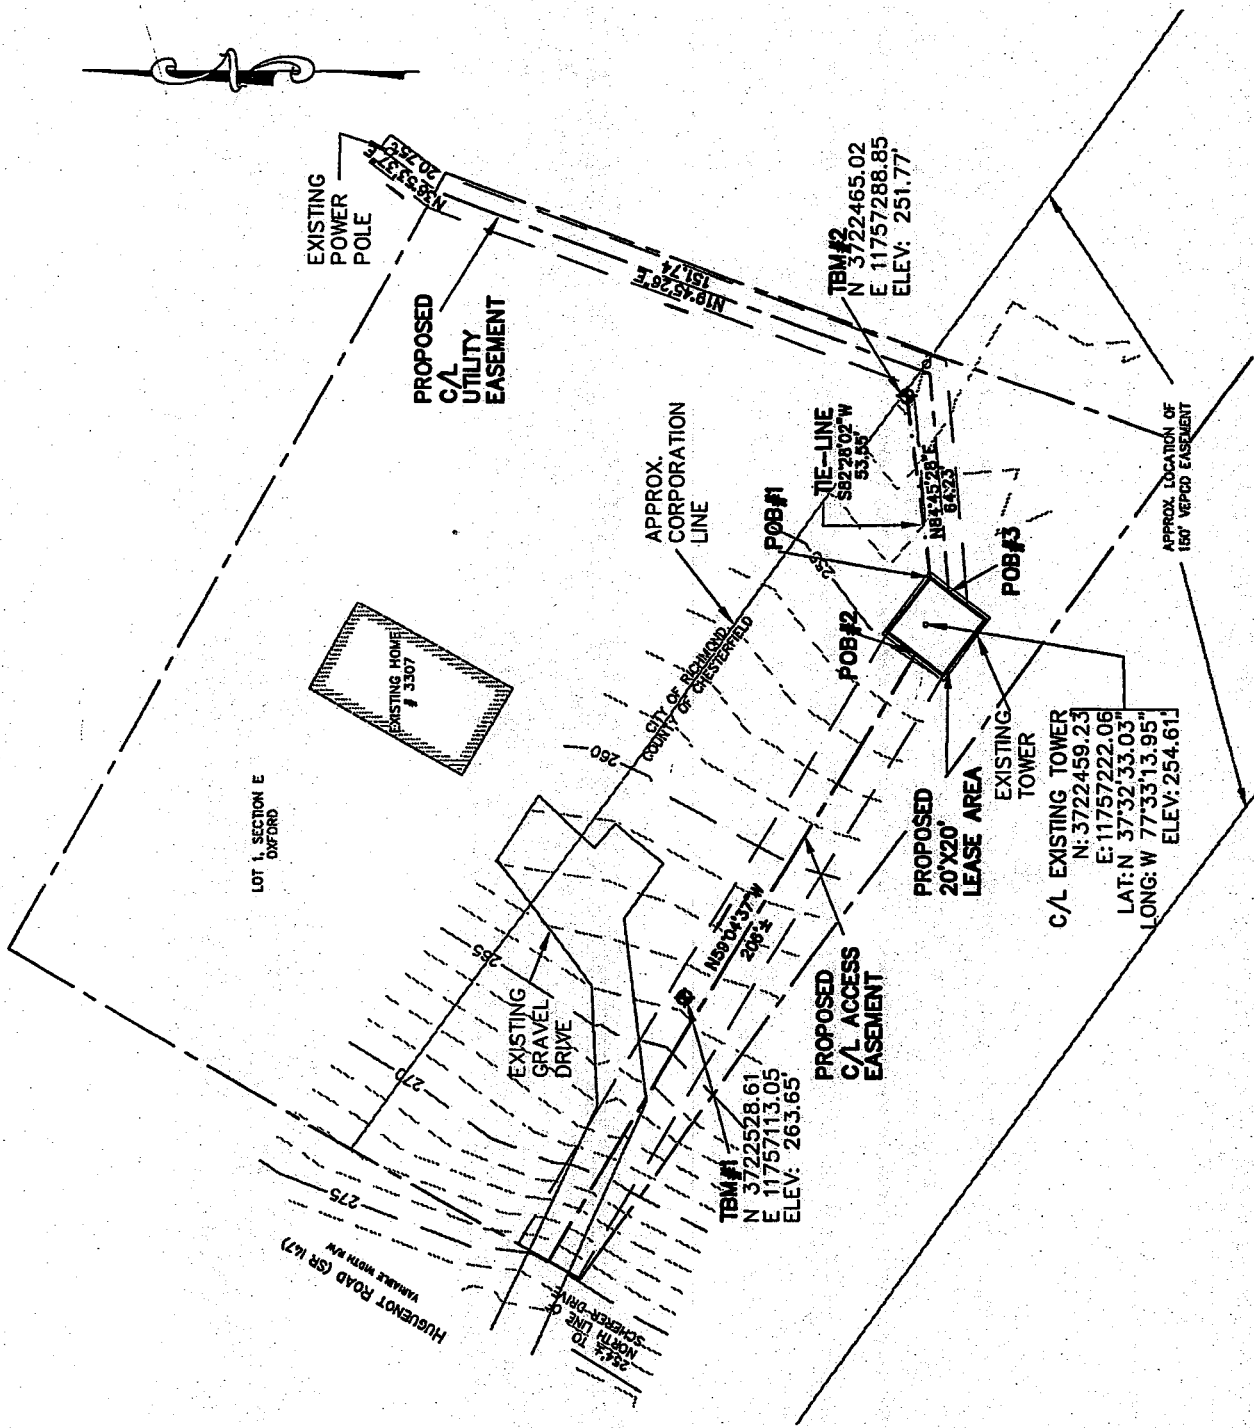 EXISTING
POWER
POLE
N38°53'37"E
20.75'
PROPOSED
C/L
UTILITY
EASEMENT
N19°45'26"E
151.74
TBM#2
N 3722465.02
E 11757288.85
ELEV: 251.77'
APPROX.
CORPORATION
LINE
TIE-LINE
S82°28'02"W
53.55'
POB#1
N84°45'28"E
64.23
POB#3
APPROX. LOCATION OF
150' VEPCO EASEMENT
EXISTING HOME
# 3307
CITY OF RICHMOND
COUNTY OF CHESTERFIELD
255
POB#2
260
LOT 1, SECTION E
OXFORD
EXISTING
TOWER
C/L EXISTING TOWER
N: 3722459.23
E: 11757222.06
LAT: N 37°32'33.03"
LONG: W 77°33'13.95"
ELEV: 254.61'
PROPOSED
20'X20'
LEASE AREA
265
EXISTING
GRAVEL
DRIVE
N59°04'37"W
206'±
PROPOSED
C/L ACCESS
EASEMENT
270
TBM#1
N 3722528.61
E 11757113.05
ELEV: 263.65'
275
HUGUENOT ROAD (SR 147)
VARIABLE WIDTH R/W
254'± TO
NORTH LINE OF
SCHERER DRIVE